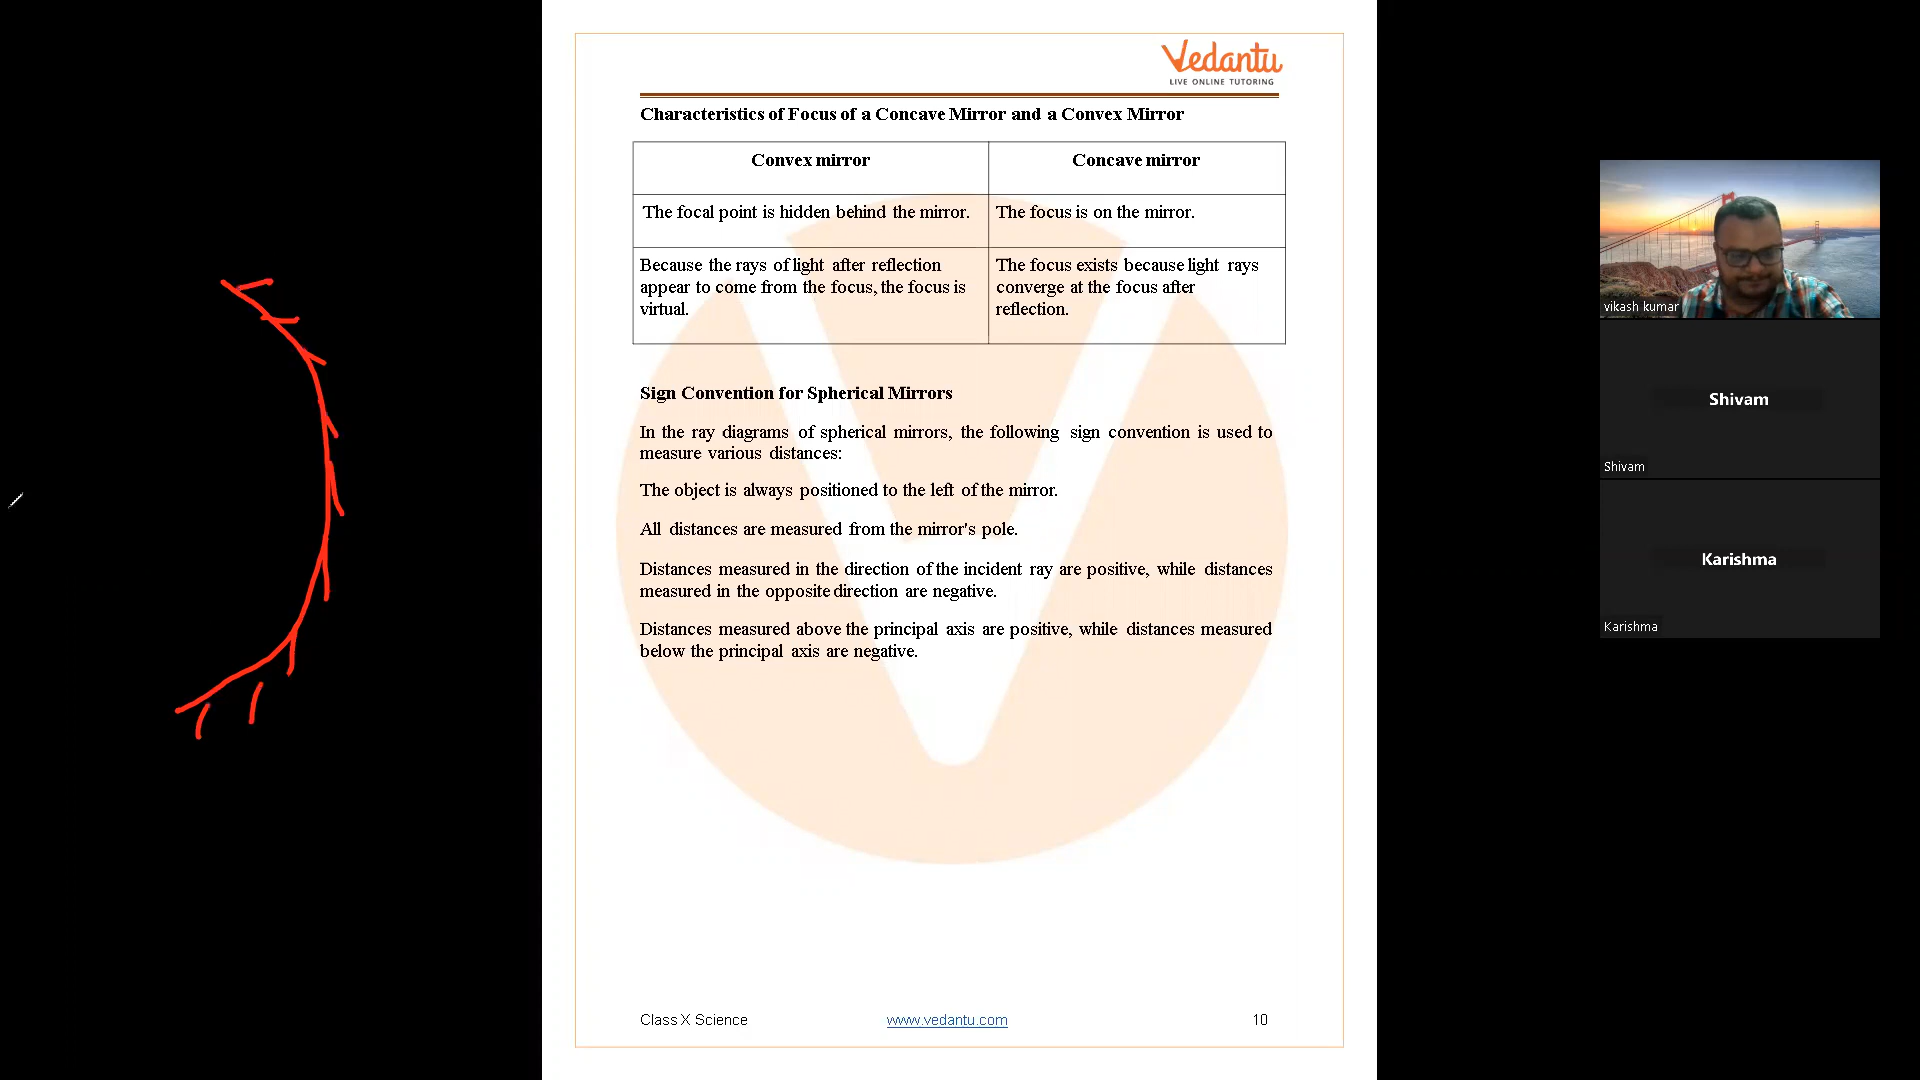 Vedantu
LIVE ONLINE TUTORING
Characteristics of Focus of a Concave Mirror and a Convex Mirror
Convex mirror
Concave mirror
The focal point is hidden behind the mirror.
The focus is on the mirror.
Because the rays of light after reflection
appear to come from the focus, the focus is
virtual.
The focus exists because light rays
converge at the focus after
reflection.
Sign Convention for Spherical Mirrors
In the ray diagrams of spherical mirrors, the following sign convention is used to
measure various distances:
The object is always positioned to the left of the mirror.
All distances are measured from the mirror's pole.
Distances measured in the direction of the incident ray are positive, while distances
measured in the opposite direction are negative.
Distances measured above the principal axis are positive, while distances measured
below the principal axis are negative.
Class X Science
www.vedantu.com
10
vikash kumar
Shivam
Shivam
Karishma
Karishma